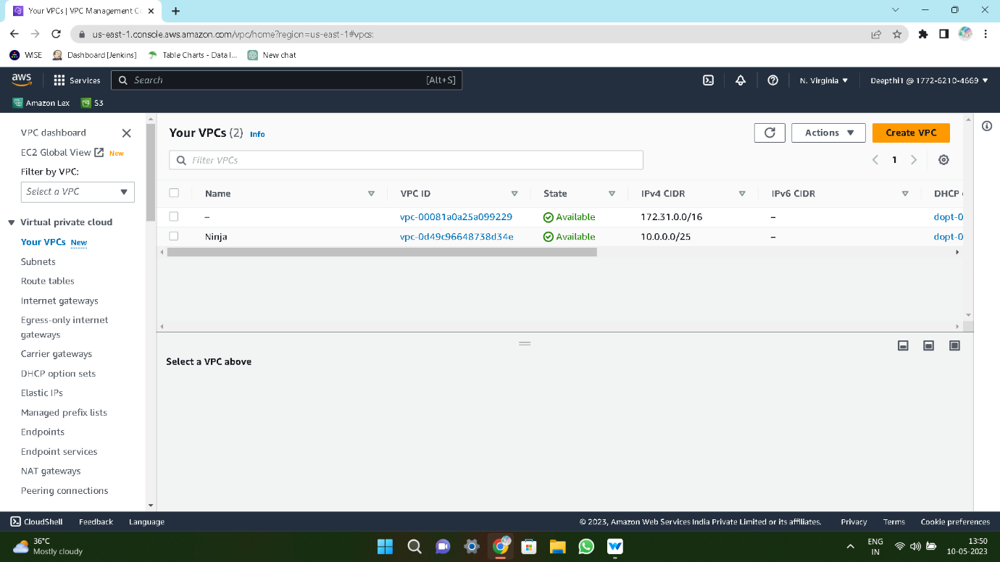 Your VPCs | VPC Management Co
us-east-1.console.aws.amazon.com/vpc/home?region=us-east-1#vpcs:
WISE Dashboard [Jenkins] Table Charts - Data I... New chat
aws Services Search [Alt+S] N. Virginia Deepthi1 @ 1772-6210-4669
Amazon Lex S3
VPC dashboard
EC2 Global View New
Filter by VPC:
Select a VPC
Virtual private cloud
Your VPCs New
Subnets
Route tables
Internet gateways
Egress-only internet
gateways
Carrier gateways
DHCP option sets
Elastic IPs
Managed prefix lists
Endpoints
Endpoint services
NAT gateways
Peering connections
Your VPCs (2) Info
Actions Create VPC
Filter VPCs
1
Name VPC ID State IPv4 CIDR IPv6 CIDR DHCP
– vpc-00081a0a25a099229 Available 172.31.0.0/16 – dopt-0
Ninja vpc-0d49c96648738d34e Available 10.0.0.0/25 – dopt-0
Select a VPC above
CloudShell Feedback Language © 2023, Amazon Web Services India Private Limited or its affiliates. Privacy Terms Cookie preferences
36°C
Mostly cloudy
ENG
IN
13:50
10-05-2023